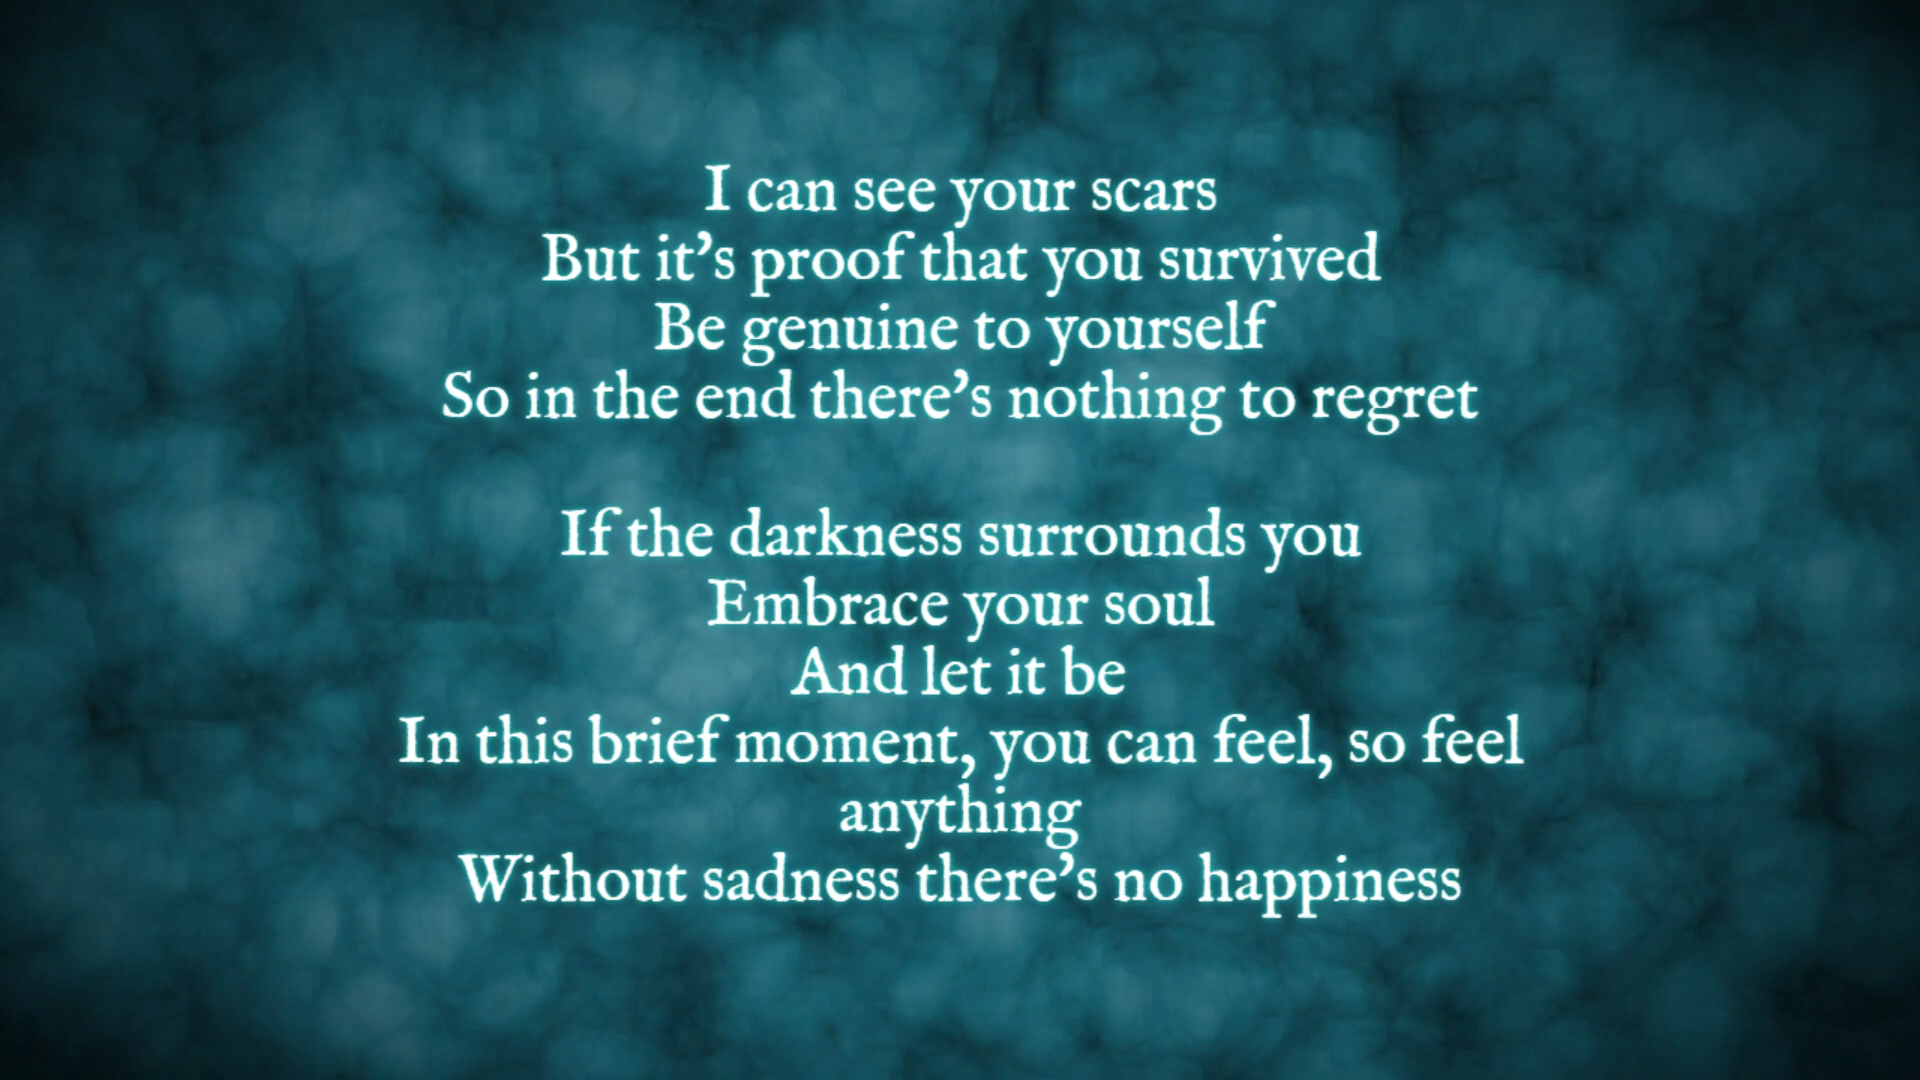 I can see your scars
But it’s proof that you survived
Be genuine to yourself
So in the end there’s nothing to regret
If the darkness surrounds you
Embrace your soul
And let it be
In this brief moment, you can feel, so feel
anything
Without sadness there’s no happiness